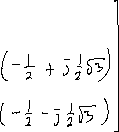 (-1/2 + j 1/2 √3)
(-1/2 - j 1/2 √3)